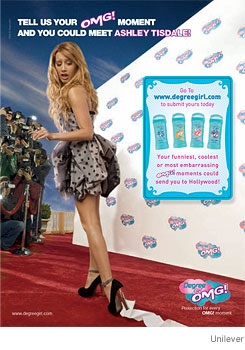 TELL US YOUR OMG! MOMENT
AND YOU COULD MEET ASHLEY TISDALE!
Go To
www.degreegirl.com
to submit yours today
Your funniest, coolest
or most embarrassing
OMG! moments could
send you to Hollywood!
Degree
girl
OMG!
Protection for every
OMG! moment
www.degreegirl.com
Unilever